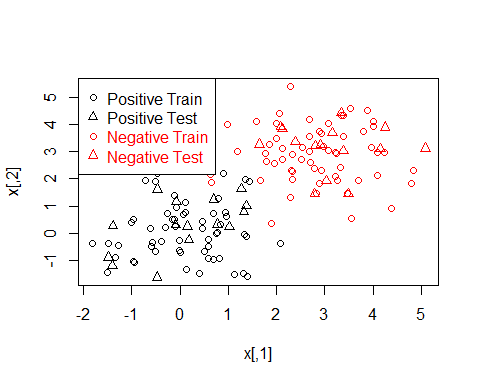 Positive Train
Positive Test
Negative Train
Negative Test
x[,2]
-1 0 1 2 3 4 5
-2 -1 0 1 2 3 4 5
x[,1]